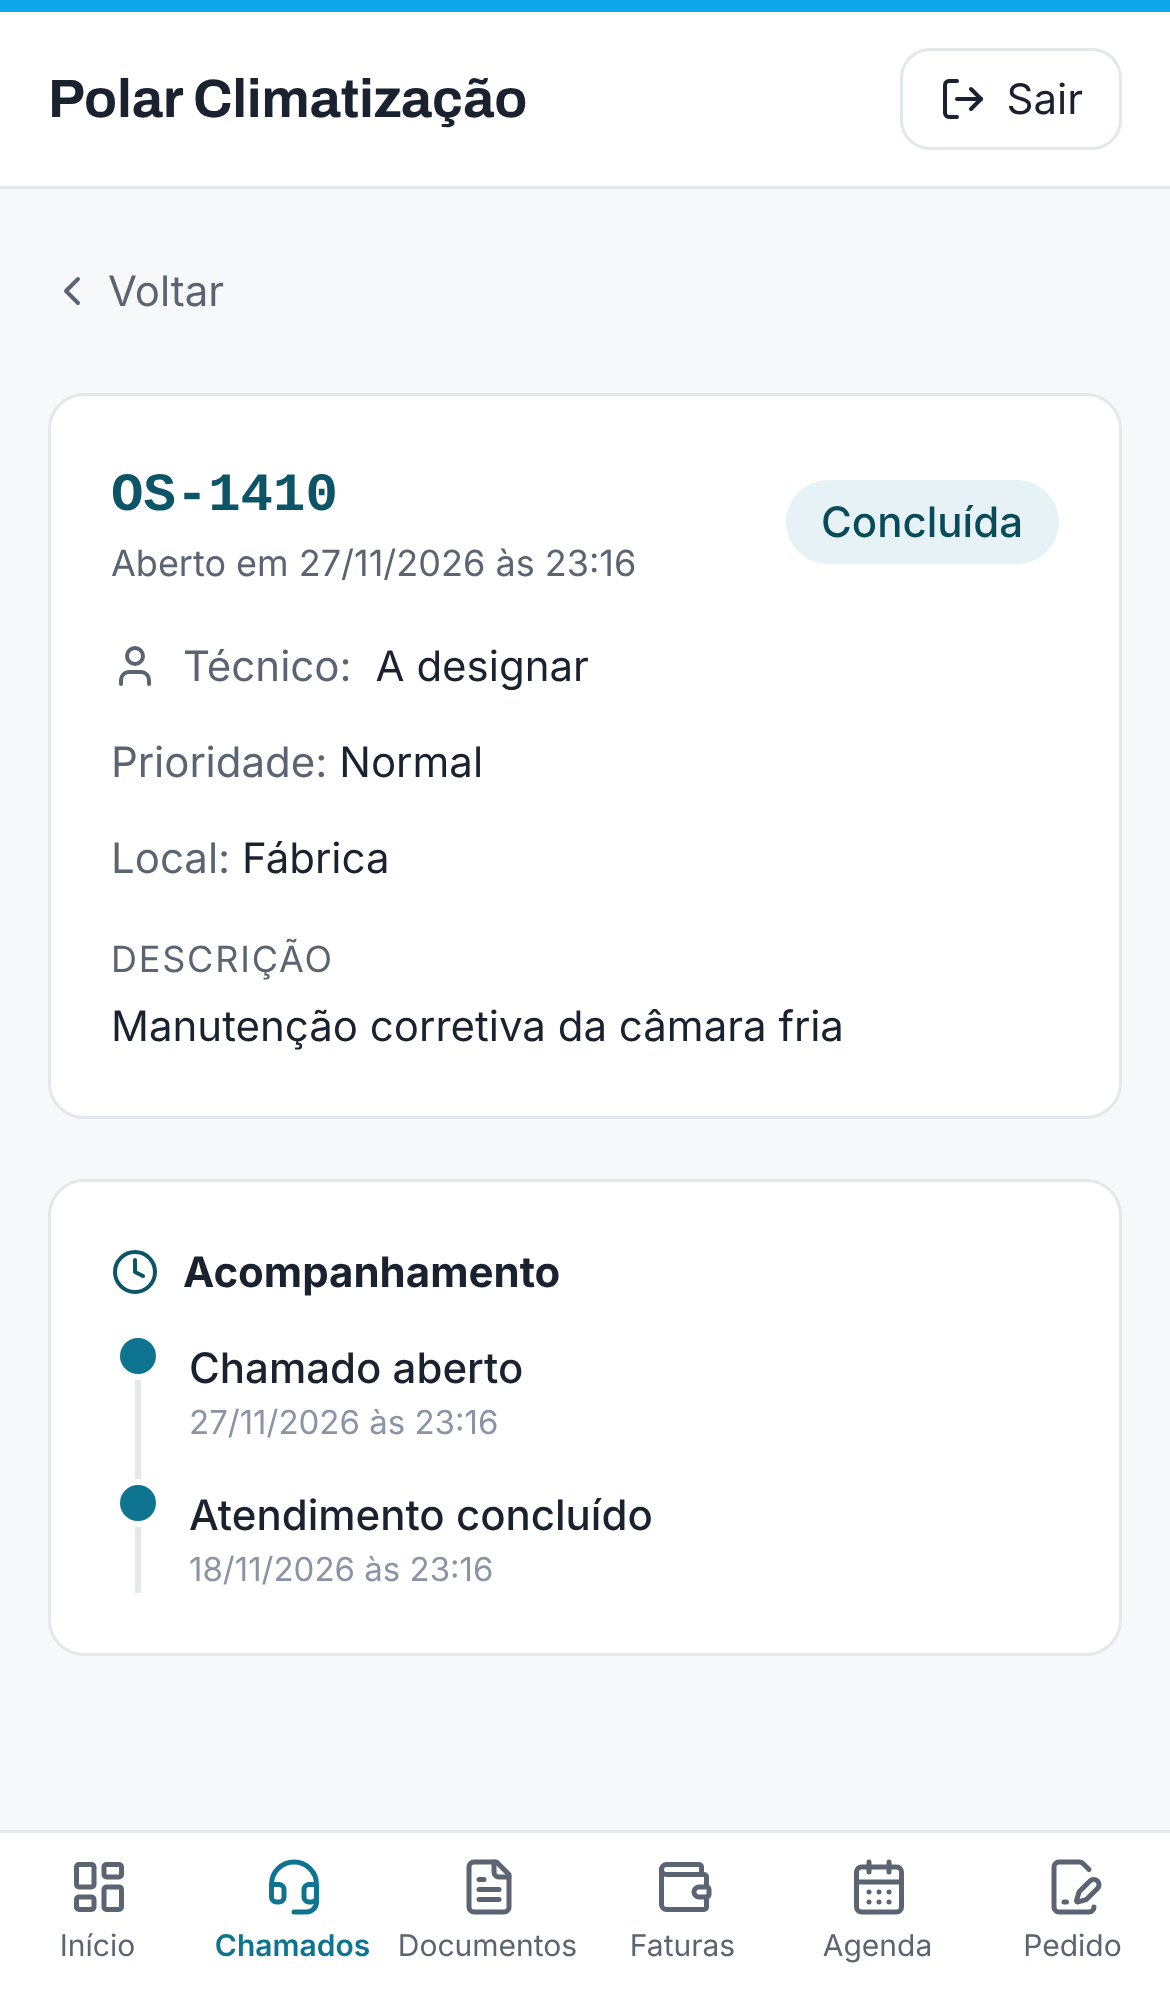 Polar Climatização
Sair
Voltar
OS-1410
Concluída
Aberto em 27/11/2026 às 23:16
Técnico: A designar
Prioridade: Normal
Local: Fábrica
DESCRIÇÃO
Manutenção corretiva da câmara fria
Acompanhamento
Chamado aberto
27/11/2026 às 23:16
Atendimento concluído
18/11/2026 às 23:16
Início
Chamados
Documentos
Faturas
Agenda
Pedido